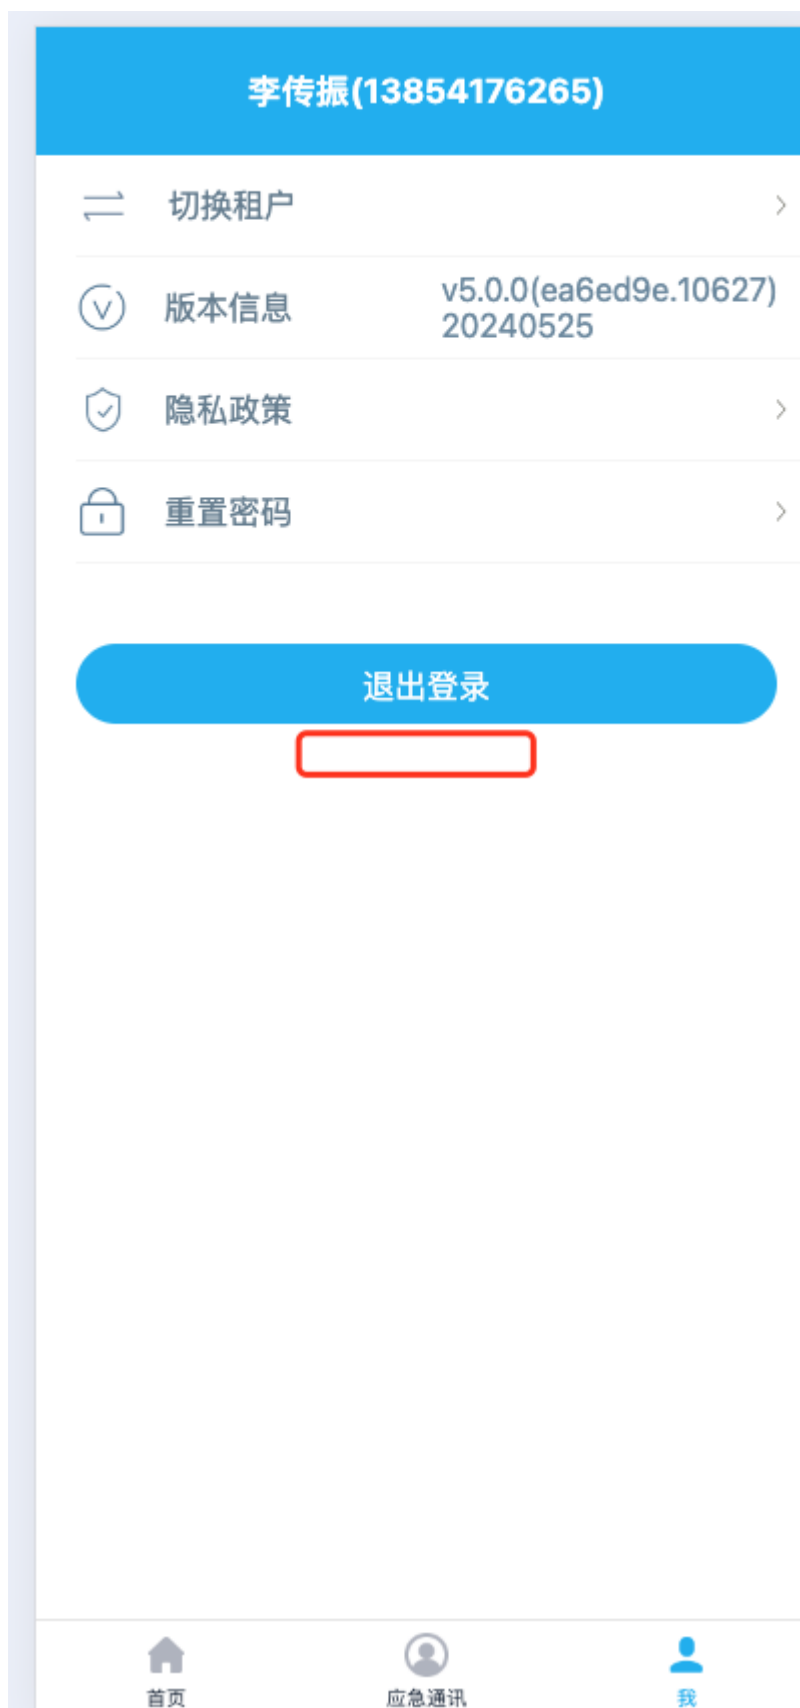 李传振(13854176265)
切换租户
版本信息
v5.0.0(ea6ed9e.10627)
20240525
隐私政策
重置密码
退出登录
首页
应急通讯
我